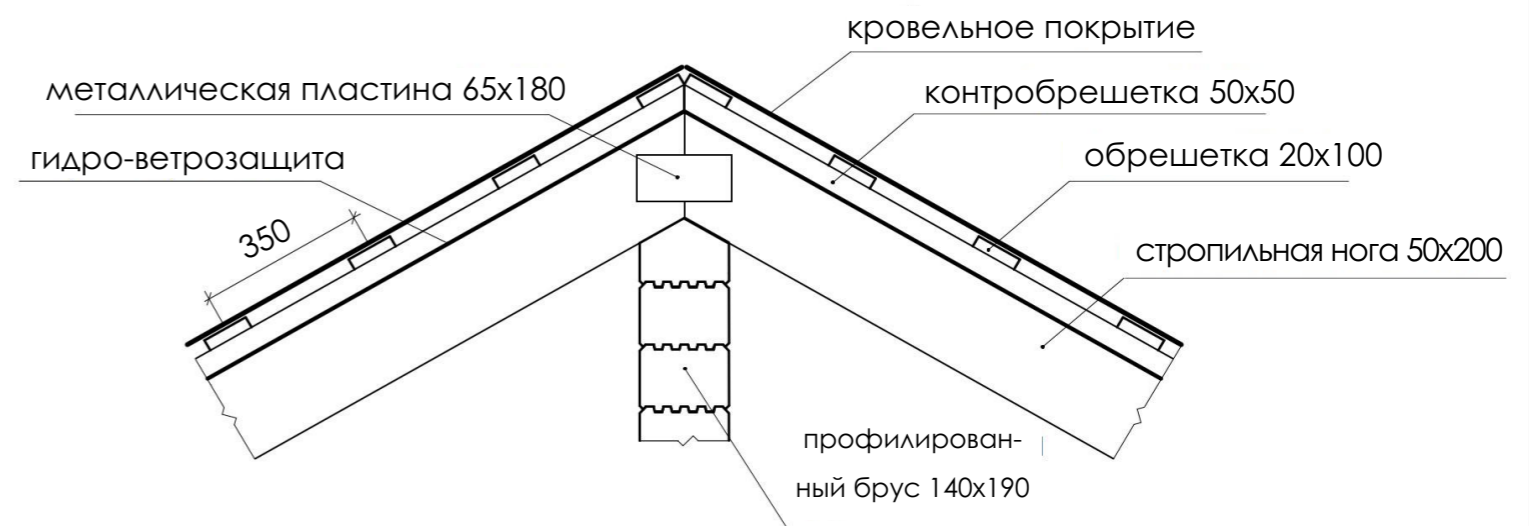 кровельное покрытие
металлическая пластина 65х180
контробрешетка 50х50
гидро-ветрозащита
обрешетка 20х100
350
стропильная нога 50х200
профилирован-
ный брус 140х190